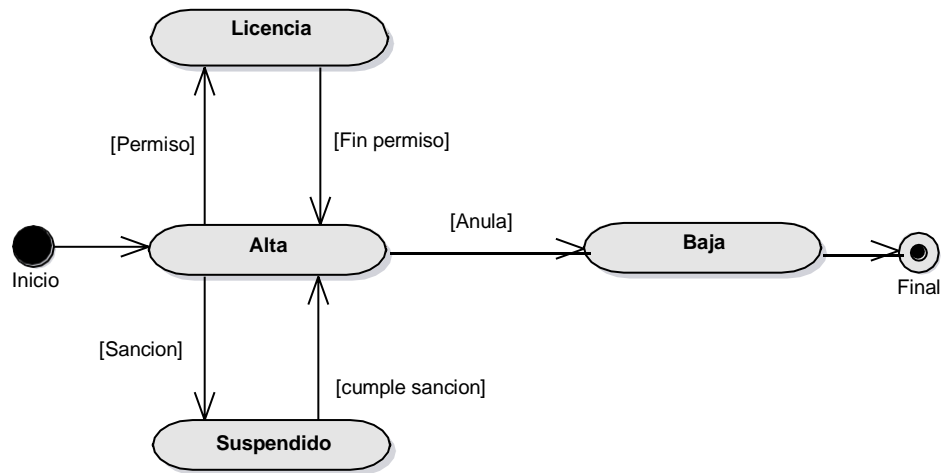 Licencia
[Permiso]
[Fin permiso]
Inicio
Alta
[Anula]
Baja
Final
[Sancion]
[cumple sancion]
Suspendido